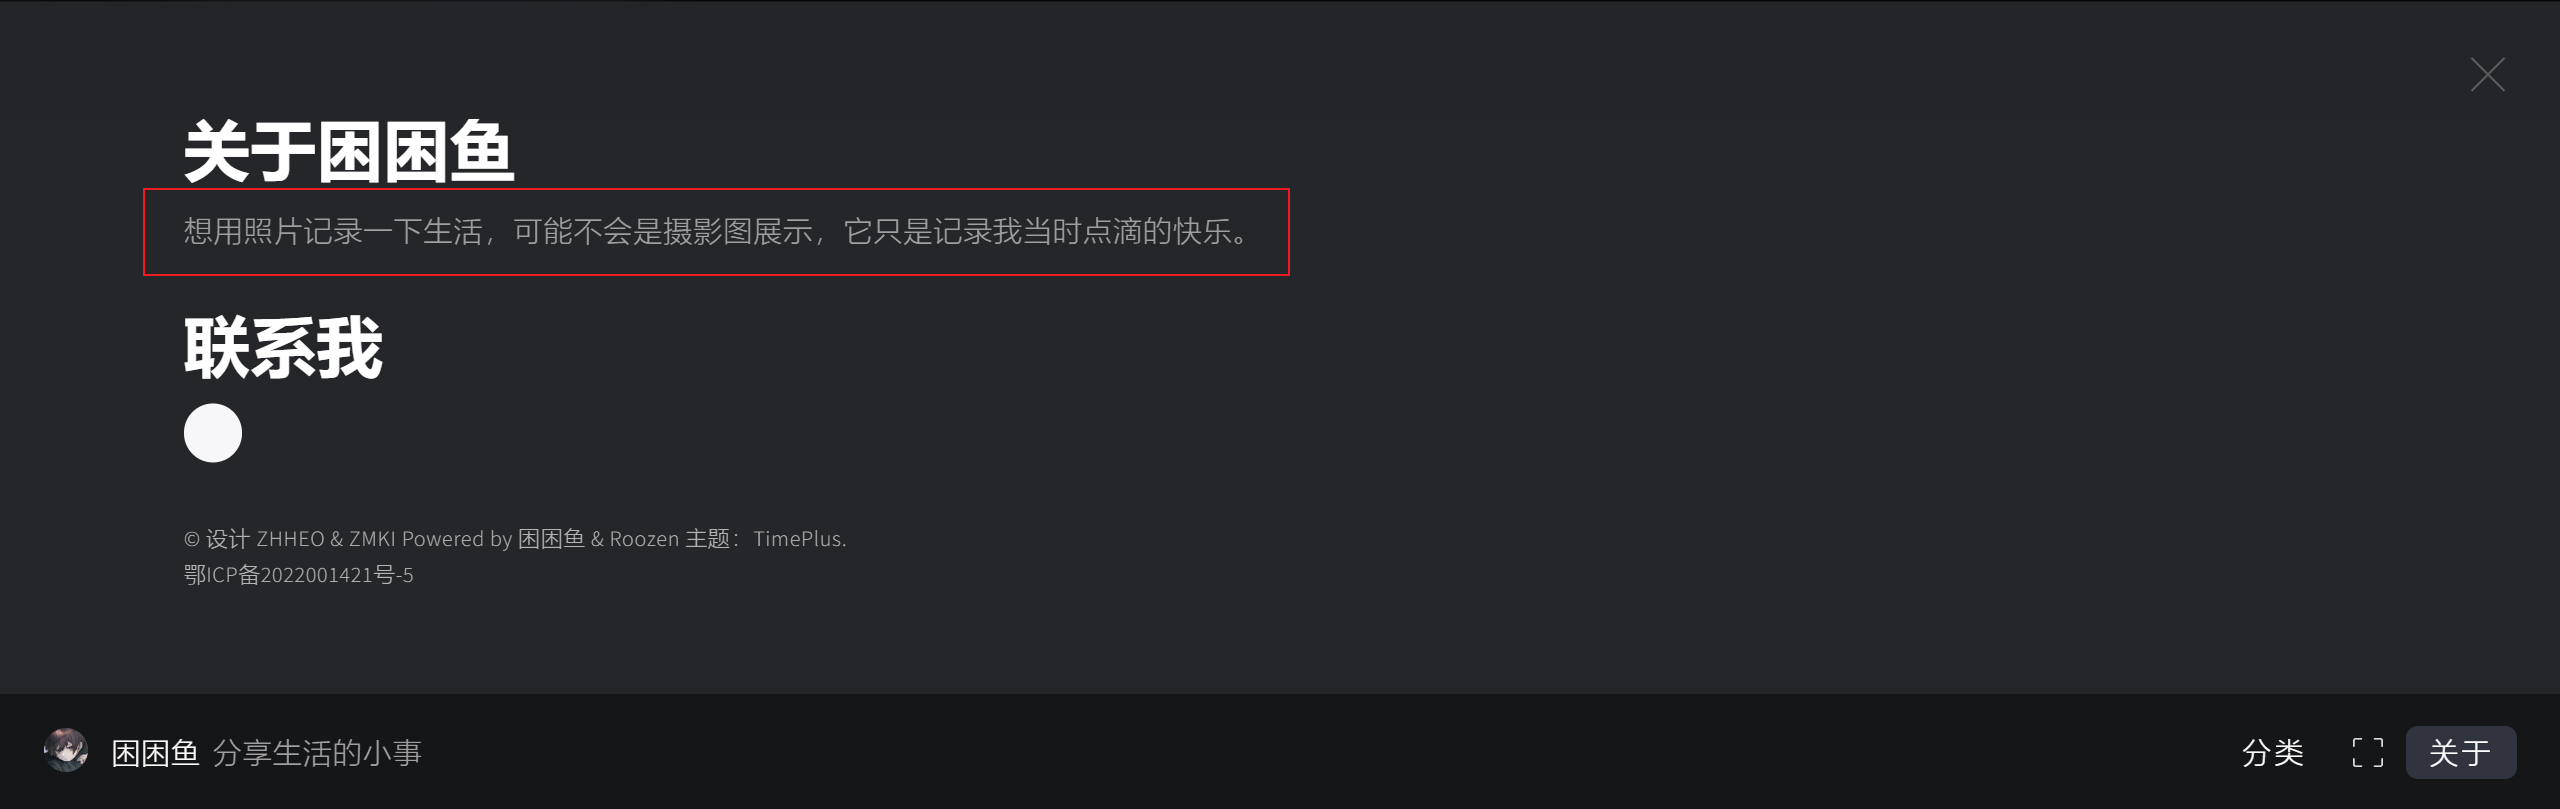 关于困困鱼
想用照片记录一下生活，可能不会是摄影图展示，它只是记录我当时点滴的快乐。
联系我
© 设计 ZHHEO & ZMKI Powered by 困困鱼 & Roozen 主题：TimePlus.
鄂ICP备2022001421号-5
困困鱼 分享生活的小事 分类 关于